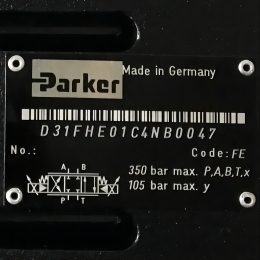 Parker
Made in Germany
D31FHE01C4NB0047
No.:
Code: FE
A B
P T
350 bar max. P,A,B,T,x
105 bar max. y